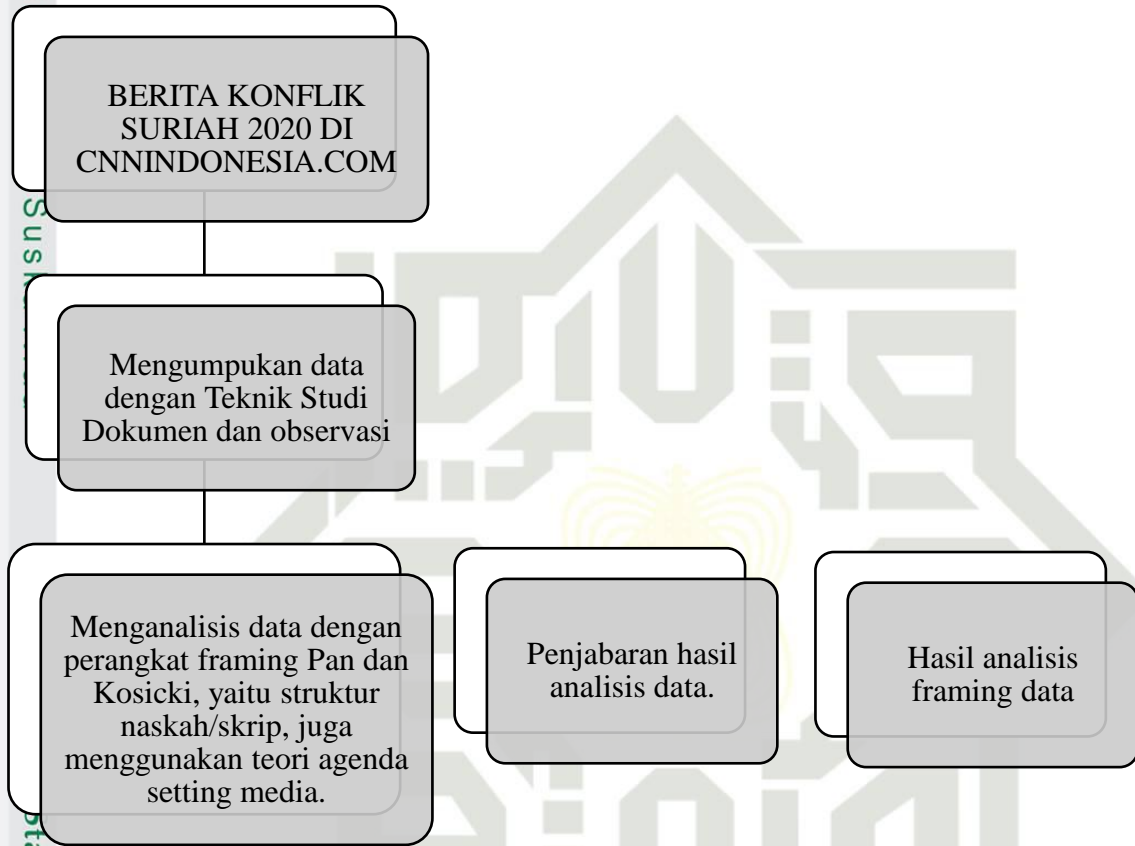 BERITA KONFLIK
SURIAH 2020 DI
CNNINDONESIA.COM
Mengumpukan data
dengan Teknik Studi
Dokumen dan observasi
Menganalisis data dengan
perangkat framing Pan dan
Kosicki, yaitu struktur
naskah/skrip, juga
menggunakan teori agenda
setting media.
Penjabaran hasil
analisis data.
Hasil analisis
framing data